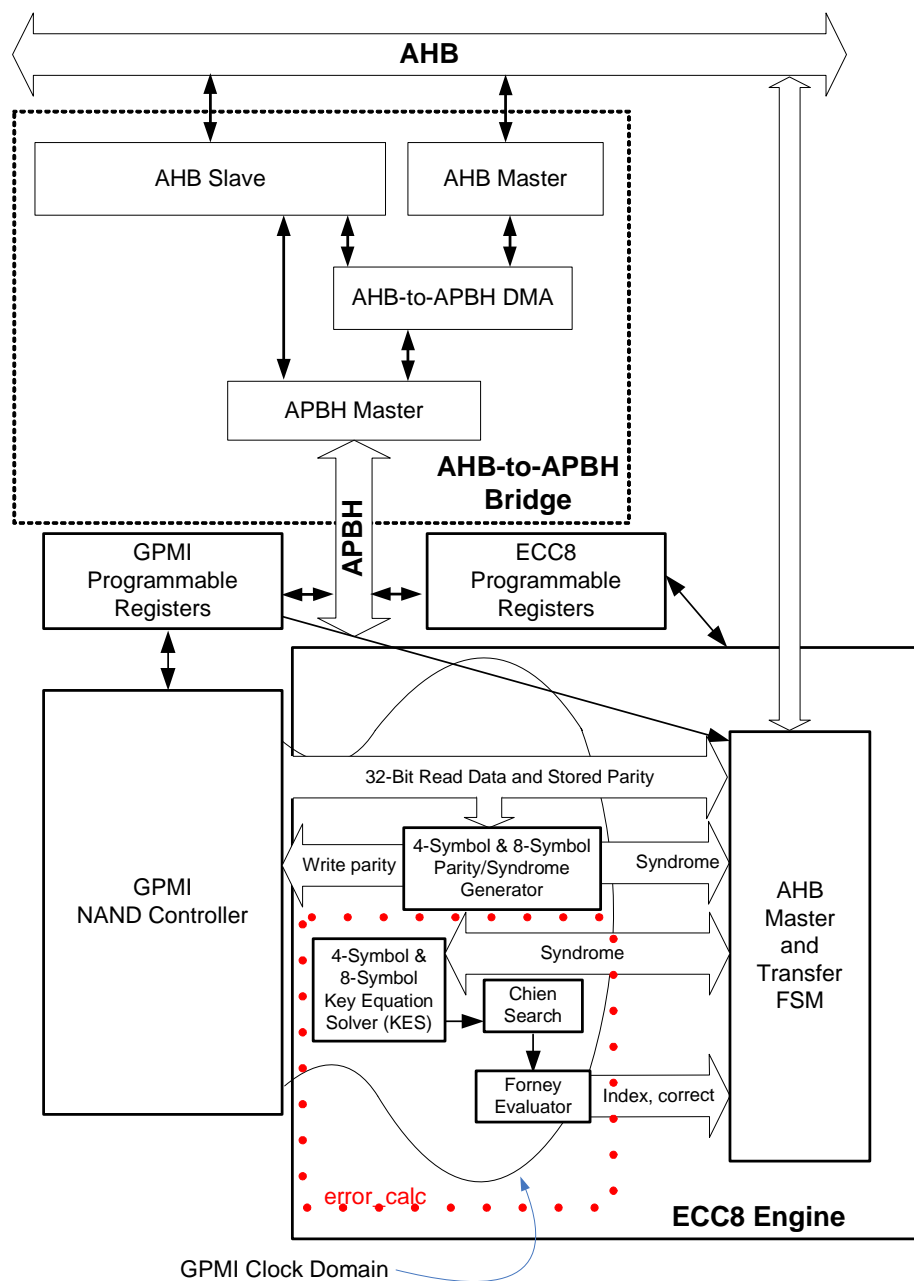 AHB
AHB Slave
AHB Master
AHB-to-APBH DMA
APBH Master
AHB-to-APBH
Bridge
APBH
GPMI
Programmable
Registers
ECC8
Programmable
Registers
32-Bit Read Data and Stored Parity
Write parity
4-Symbol & 8-Symbol
Parity/Syndrome
Generator
Syndrome
GPMI
NAND Controller
AHB
Master
and
Transfer
FSM
Syndrome
4-Symbol &
8-Symbol
Key Equation
Solver (KES)
Chien
Search
Forney
Evaluator
Index, correct
error_calc
ECC8 Engine
GPMI Clock Domain